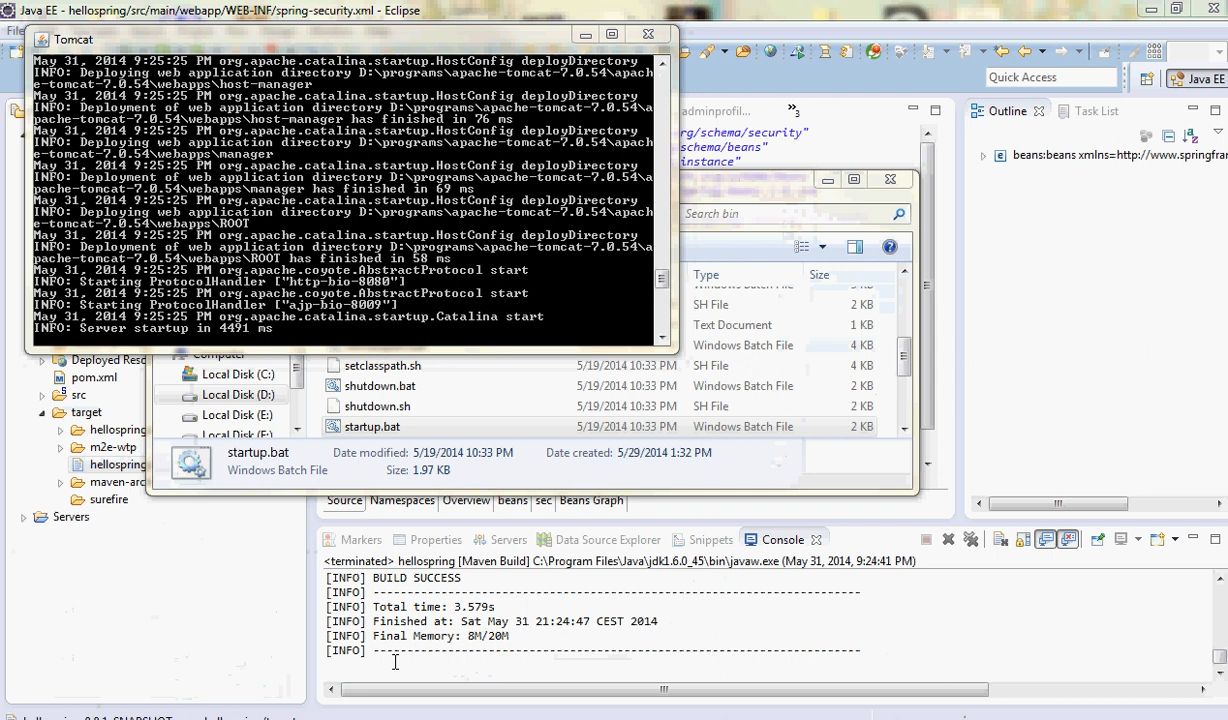 Java EE - hellospring/src/main/webapp/WEB-INF/spring-security.xml - Eclipse
Tomcat
May 31, 2014 9:25:25 PM org.apache.catalina.startup.HostConfig deployDirectory
INFO: Deploying web application directory D:\programs\apache-tomcat-7.0.54\apach
e-tomcat-7.0.54\webapps\host-manager
May 31, 2014 9:25:25 PM org.apache.catalina.startup.HostConfig deployDirectory
INFO: Deployment of web application directory D:\programs\apache-tomcat-7.0.54\a
pache-tomcat-7.0.54\webapps\host-manager has finished in 76 ms
May 31, 2014 9:25:25 PM org.apache.catalina.startup.HostConfig deployDirectory
INFO: Deploying web application directory D:\programs\apache-tomcat-7.0.54\apach
e-tomcat-7.0.54\webapps\manager
May 31, 2014 9:25:25 PM org.apache.catalina.startup.HostConfig deployDirectory
INFO: Deployment of web application directory D:\programs\apache-tomcat-7.0.54\a
pache-tomcat-7.0.54\webapps\manager has finished in 69 ms
May 31, 2014 9:25:25 PM org.apache.catalina.startup.HostConfig deployDirectory
INFO: Deploying web application directory D:\programs\apache-tomcat-7.0.54\apach
e-tomcat-7.0.54\webapps\ROOT
May 31, 2014 9:25:25 PM org.apache.catalina.startup.HostConfig deployDirectory
INFO: Deployment of web application directory D:\programs\apache-tomcat-7.0.54\a
pache-tomcat-7.0.54\webapps\ROOT has finished in 58 ms
May 31, 2014 9:25:25 PM org.apache.coyote.AbstractProtocol start
INFO: Starting ProtocolHandler ["http-bio-8080"]
May 31, 2014 9:25:25 PM org.apache.coyote.AbstractProtocol start
INFO: Starting ProtocolHandler ["ajp-bio-8009"]
May 31, 2014 9:25:25 PM org.apache.catalina.startup.Catalina start
INFO: Server startup in 4491 ms
Quick Access
Java EE
adminprofil...
3
rg/schema/security"
schema/beans"
instance"
Outline
Task List
beans:beans xmlns=http://www.springfran
Search bin
Type Size
SH File 2 KB
Text Document 1 KB
Windows Batch File 4 KB
setclasspath.sh 5/19/2014 10:33 PM SH File 4 KB
shutdown.bat 5/19/2014 10:33 PM Windows Batch File 2 KB
shutdown.sh 5/19/2014 10:33 PM SH File 2 KB
startup.bat 5/19/2014 10:33 PM Windows Batch File 2 KB
Computer
Local Disk (C:)
Local Disk (D:)
Local Disk (E:)
Local Disk (F:)
startup.bat Date modified: 5/19/2014 10:33 PM Date created: 5/29/2014 1:32 PM
Windows Batch File Size: 1.97 KB
Deployed Resc
pom.xml
src
target
hellospring
m2e-wtp
hellospring
maven-arc
surefire
Servers
Source Namespaces Overview beans sec Beans Graph
Markers Properties Servers Data Source Explorer Snippets Console
<terminated> hellospring [Maven Build] C:\Program Files\Java\jdk1.6.0_45\bin\javaw.exe (May 31, 2014, 9:24:41 PM)
[INFO] BUILD SUCCESS
[INFO] ------------------------------------------------------------------------
[INFO] Total time: 3.579s
[INFO] Finished at: Sat May 31 21:24:47 CEST 2014
[INFO] Final Memory: 8M/20M
[INFO] ------------------------------------------------------------------------